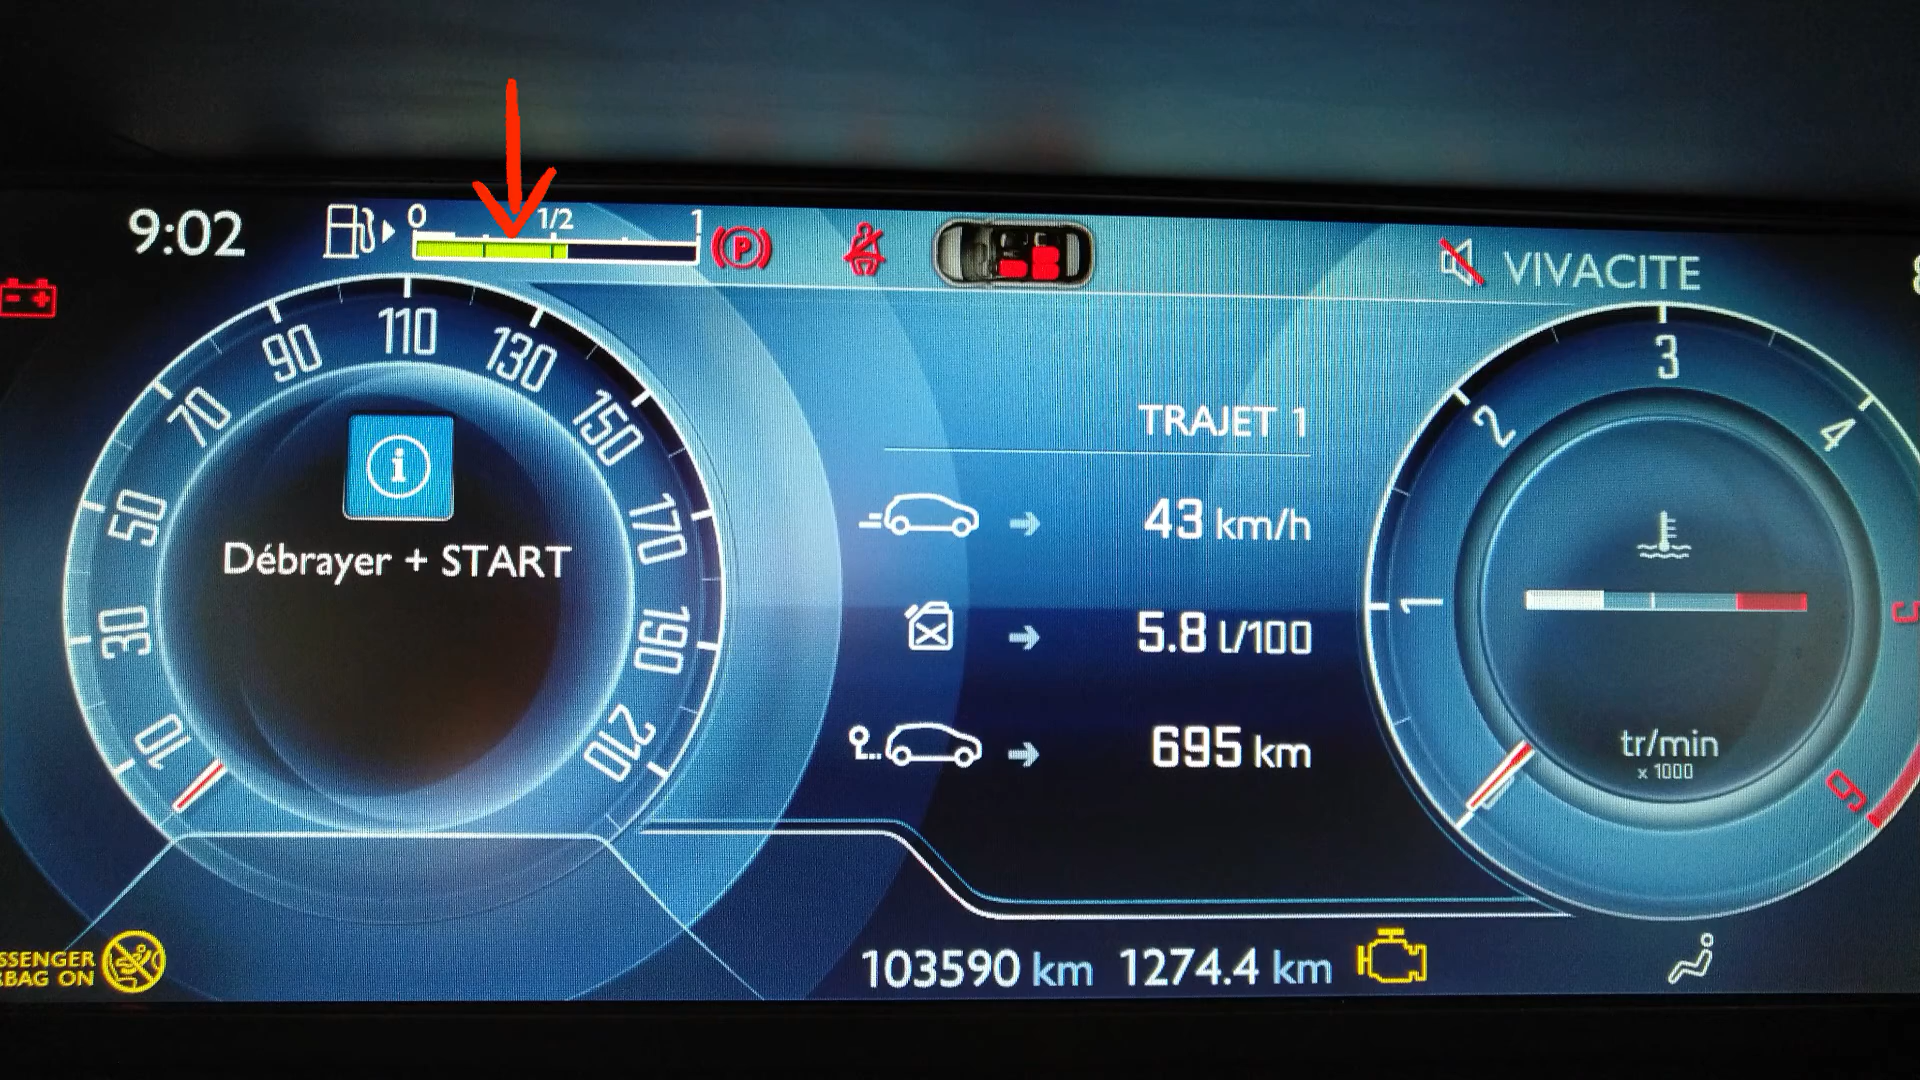 9:02
0 1/2 1
P
VIVACITE
10 30 50 70 90 110 130 150 170 190 210
Débrayer + START
TRAJET 1
43 km/h
5.8 l/100
695 km
1 2 3 4 5 6
tr/min
x 1000
SSENGER
BAG ON
103590 km 1274.4 km